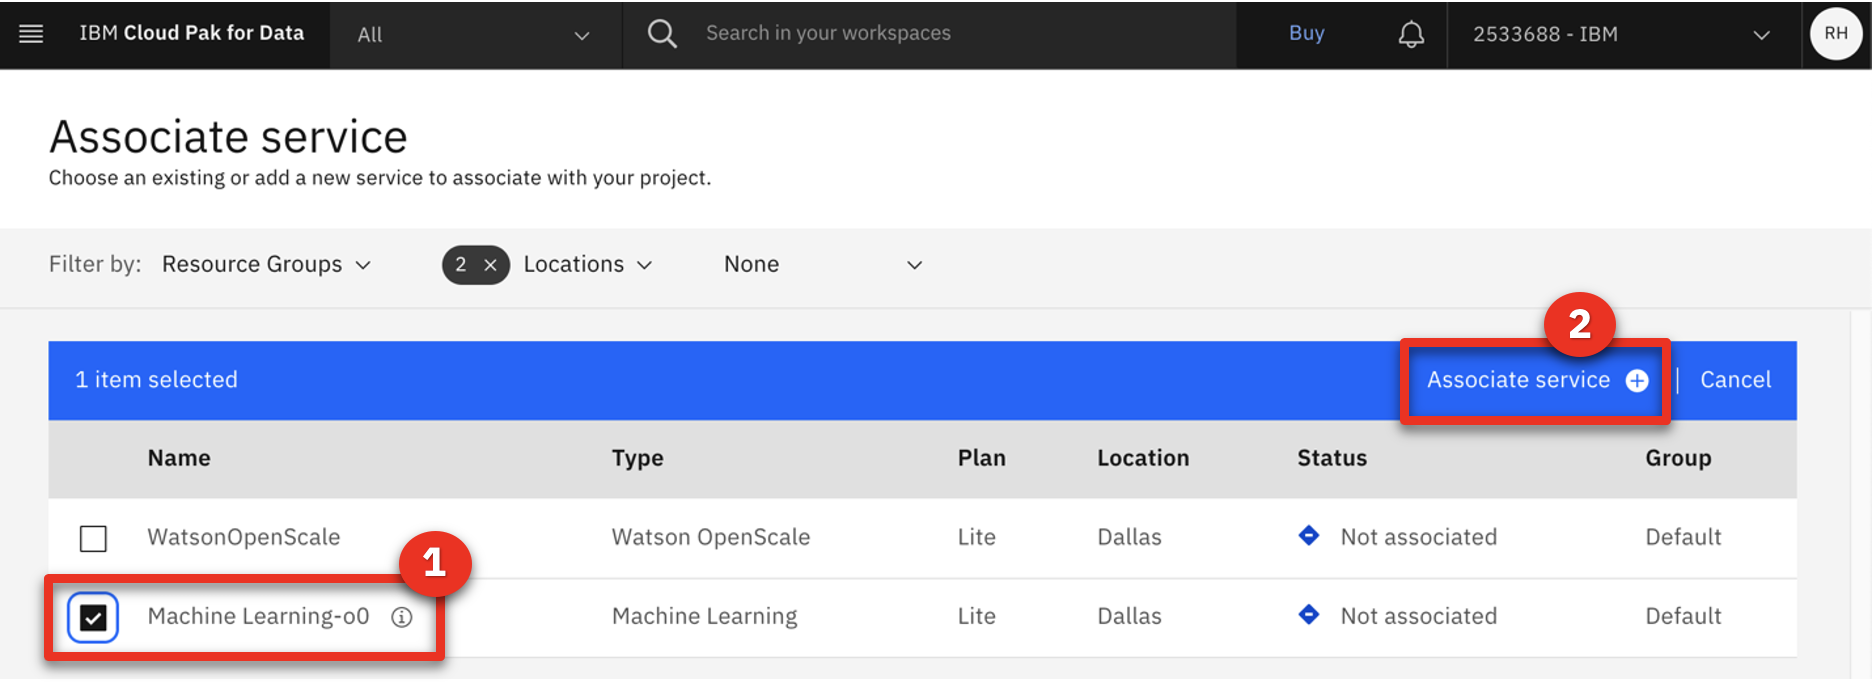 IBM Cloud Pak for Data All Search in your workspaces Buy 2533688 - IBM RH
Associate service
Choose an existing or add a new service to associate with your project.
Filter by: Resource Groups 2 × Locations None
2
1 item selected Associate service Cancel
Name Type Plan Location Status Group
WatsonOpenScale Watson OpenScale Lite Dallas Not associated Default
1
Machine Learning-o0 Machine Learning Lite Dallas Not associated Default